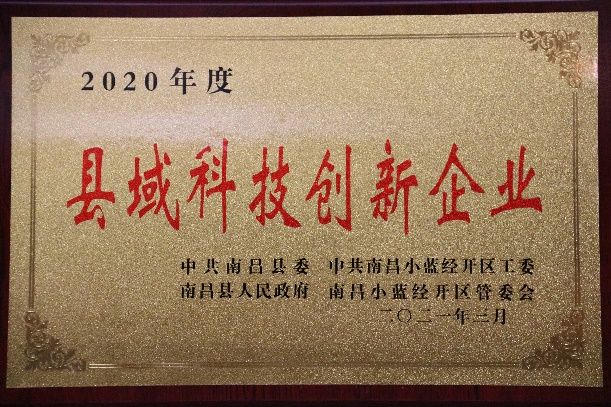 2020年度
县域科技创新企业
中共南昌县委 中共南昌小蓝经开区工委
南昌县人民政府 南昌小蓝经开区管委会
二〇二一年三月